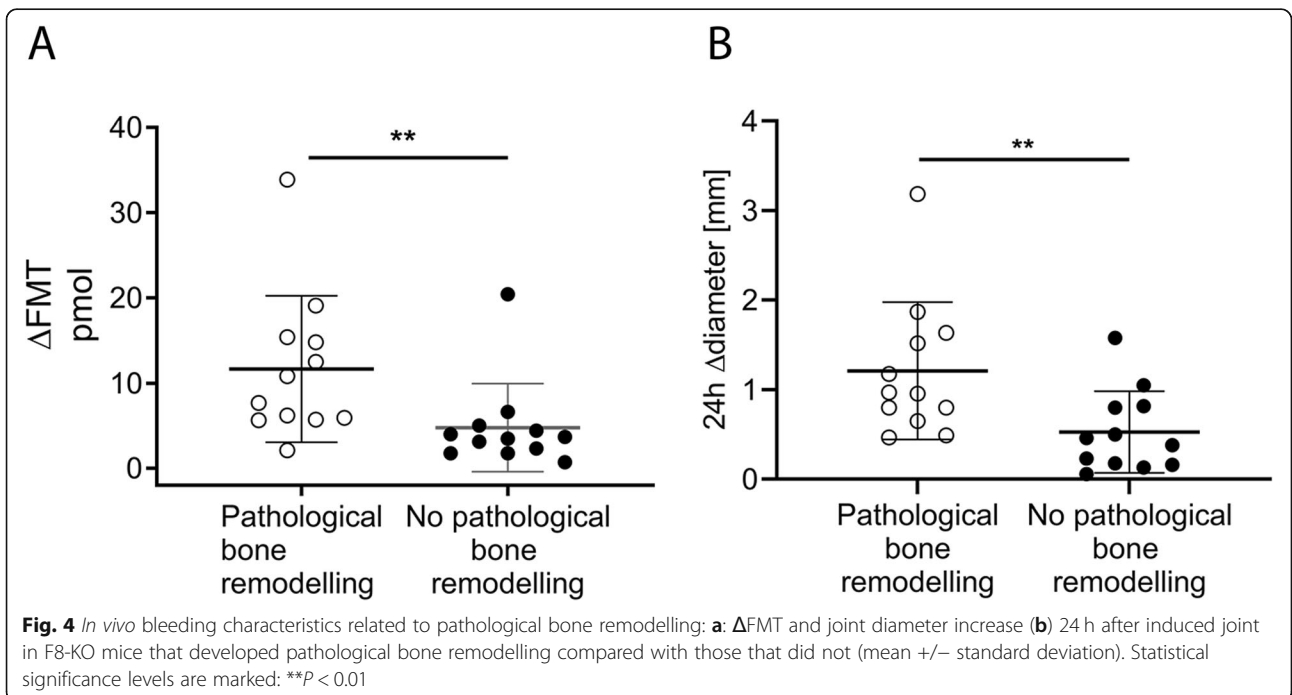 A
ΔFMT
pmol
40
30
20
10
0
**
Pathological
bone
remodelling
No pathological
bone
remodelling
B
24h Δdiameter [mm]
4
3
2
1
0
**
Pathological
bone
remodelling
No pathological
bone
remodelling
Fig. 4 In vivo bleeding characteristics related to pathological bone remodelling: a: ΔFMT and joint diameter increase (b) 24 h after induced joint
in F8-KO mice that developed pathological bone remodelling compared with those that did not (mean +/− standard deviation). Statistical
significance levels are marked: **P < 0.01